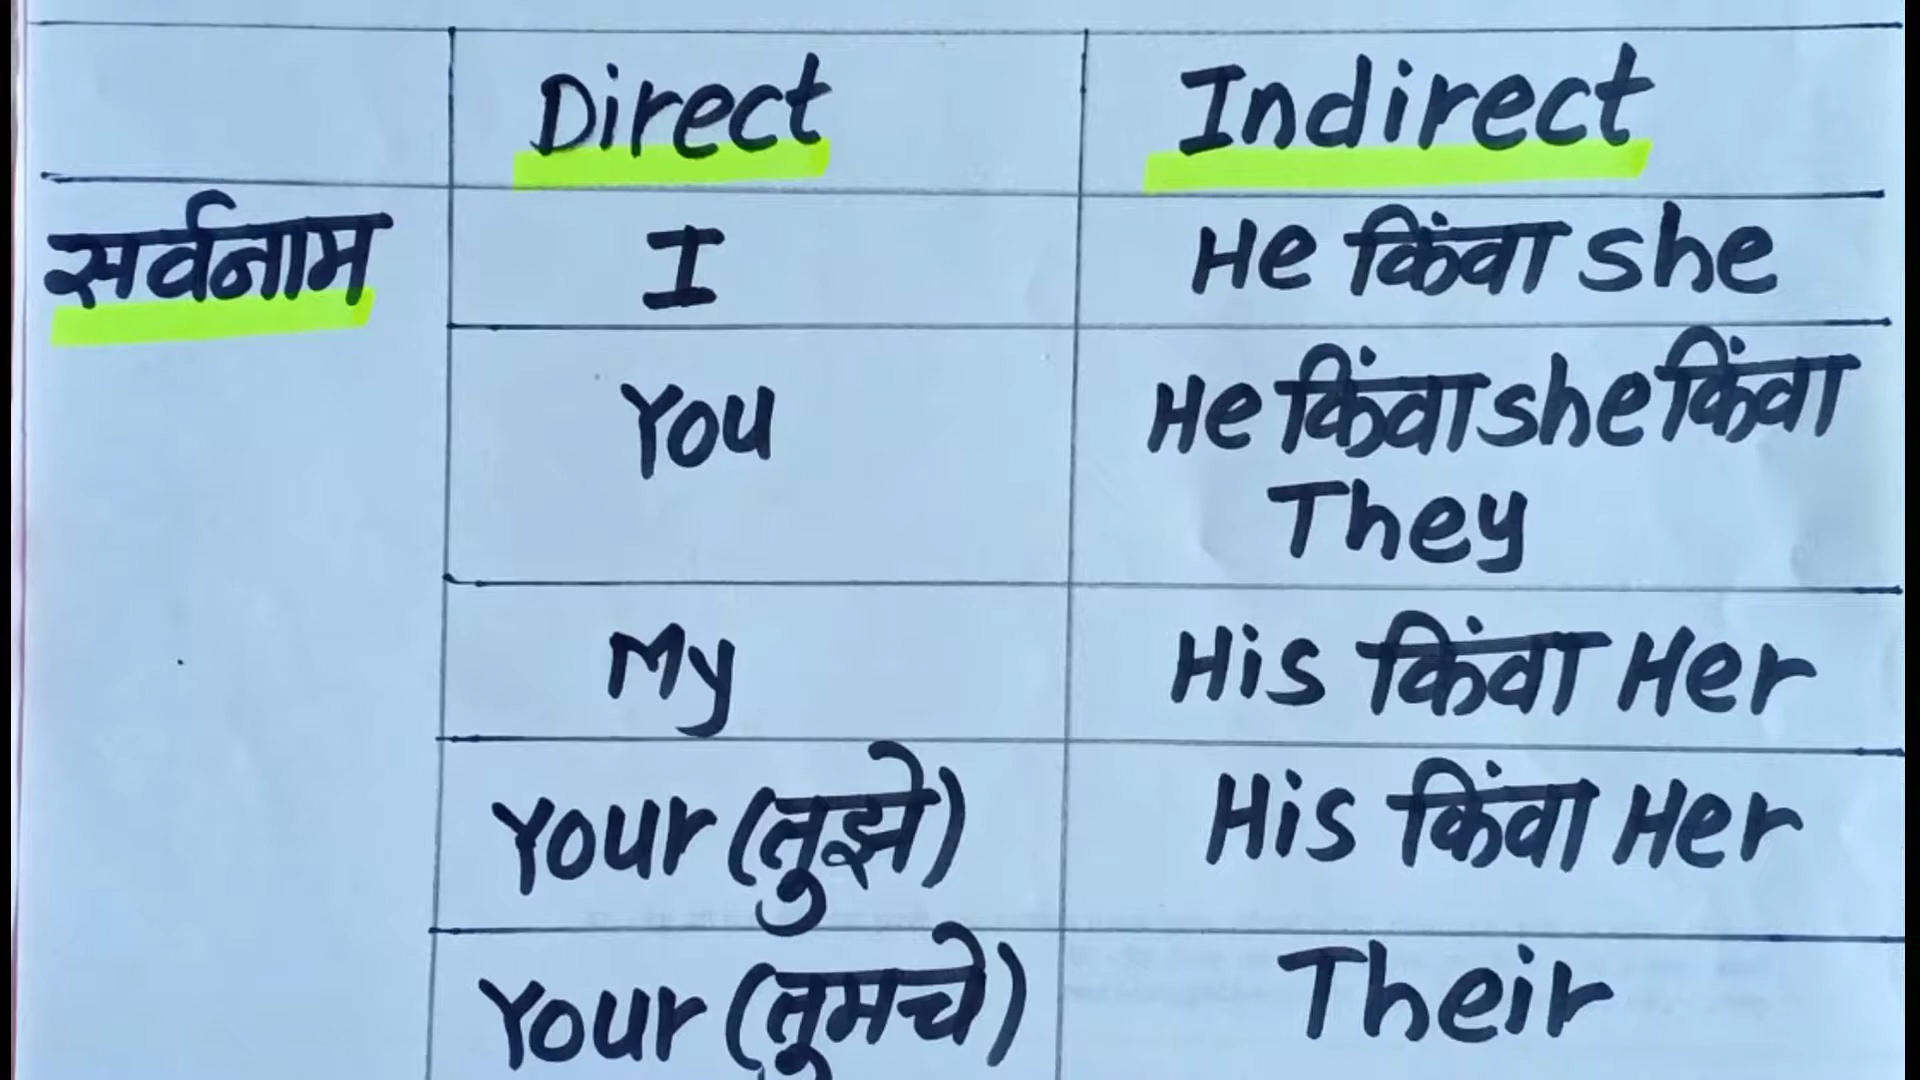 Direct Indirect
सर्वनाम I He किंवा she
You He किंवा she किंवा
They
My His किंवा Her
Your (तुझे) His किंवा Her
Your (तुमचे) Their